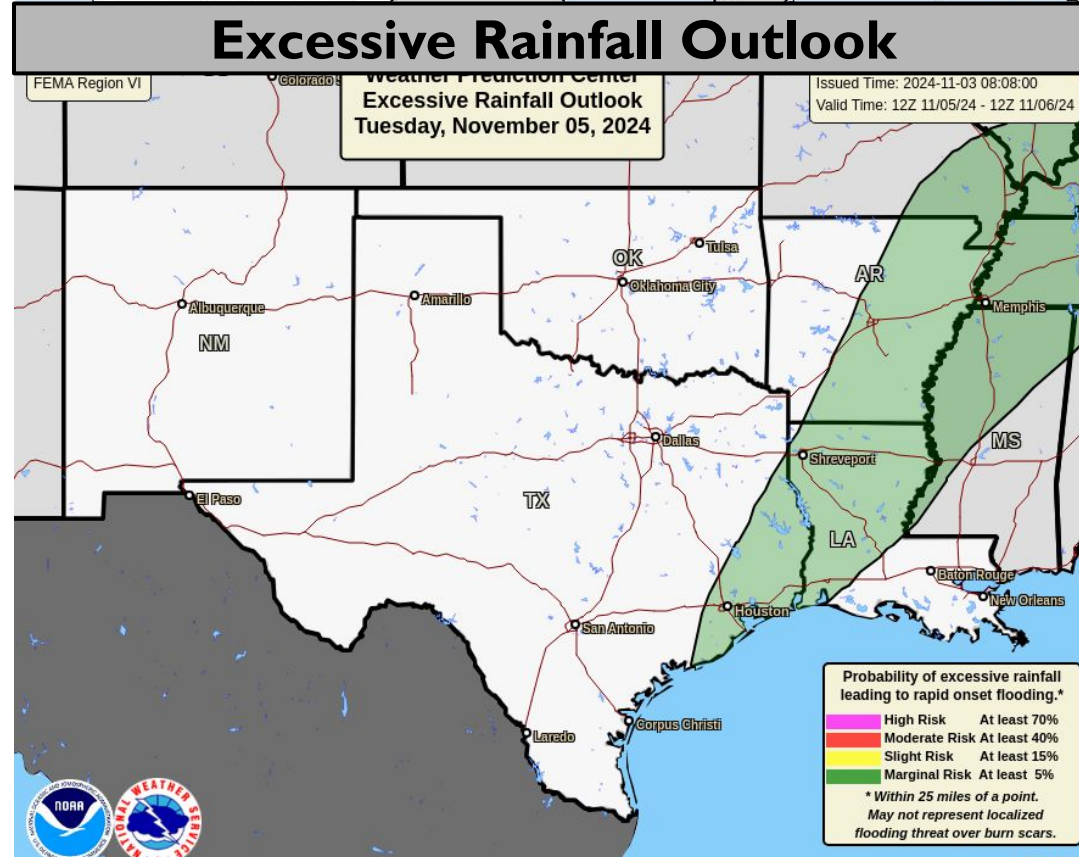 Excessive Rainfall Outlook
FEMA Region VI
Weather Prediction Center
Excessive Rainfall Outlook
Tuesday, November 05, 2024
Issued Time: 2024-11-03 08:08:00
Valid Time: 12Z 11/05/24 - 12Z 11/06/24
Colorado
Tulsa
OK
Oklahoma City
AR
Albuquerque
Amarillo
Memphis
NM
Dallas
MS
Shreveport
El Paso
TX
LA
Baton Rouge
New Orleans
Houston
San Antonio
Corpus Christi
Laredo
Probability of excessive rainfall
leading to rapid onset flooding.*
High Risk At least 70%
Moderate Risk At least 40%
Slight Risk At least 15%
Marginal Risk At least 5%
* Within 25 miles of a point.
May not represent localized
flooding threat over burn scars.
NOAA
NATIONAL WEATHER SERVICE